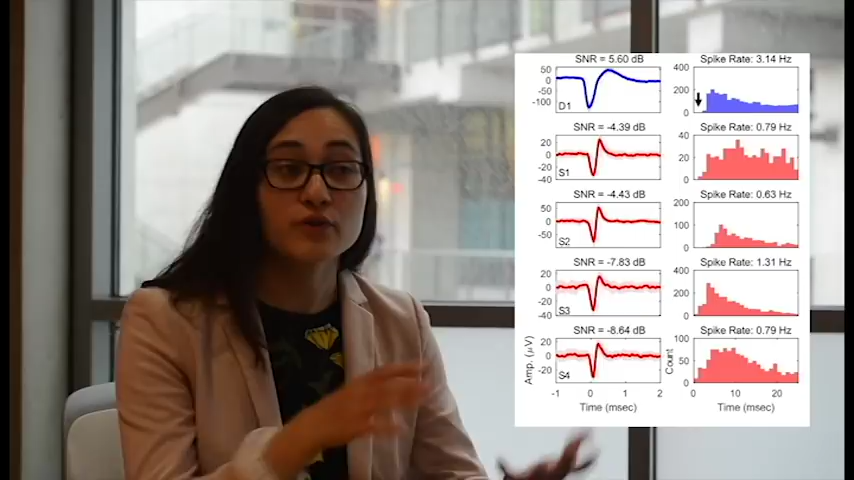 SNR = 5.60 dB Spike Rate: 3.14 Hz
50 400
0 200
-50
-100 0
D1
SNR = -4.39 dB Spike Rate: 0.79 Hz
20 40
0 20
-20
-40 0
S1
SNR = -4.43 dB Spike Rate: 0.63 Hz
50 200
0 100
-50 0
S2
SNR = -7.83 dB Spike Rate: 1.31 Hz
20 400
0 200
-20
-40 0
S3
SNR = -8.64 dB Spike Rate: 0.79 Hz
20 100
0 50
-20 0
S4
Amp. (μV) Count
-1 0 1 2 0 10 20
Time (msec) Time (msec)